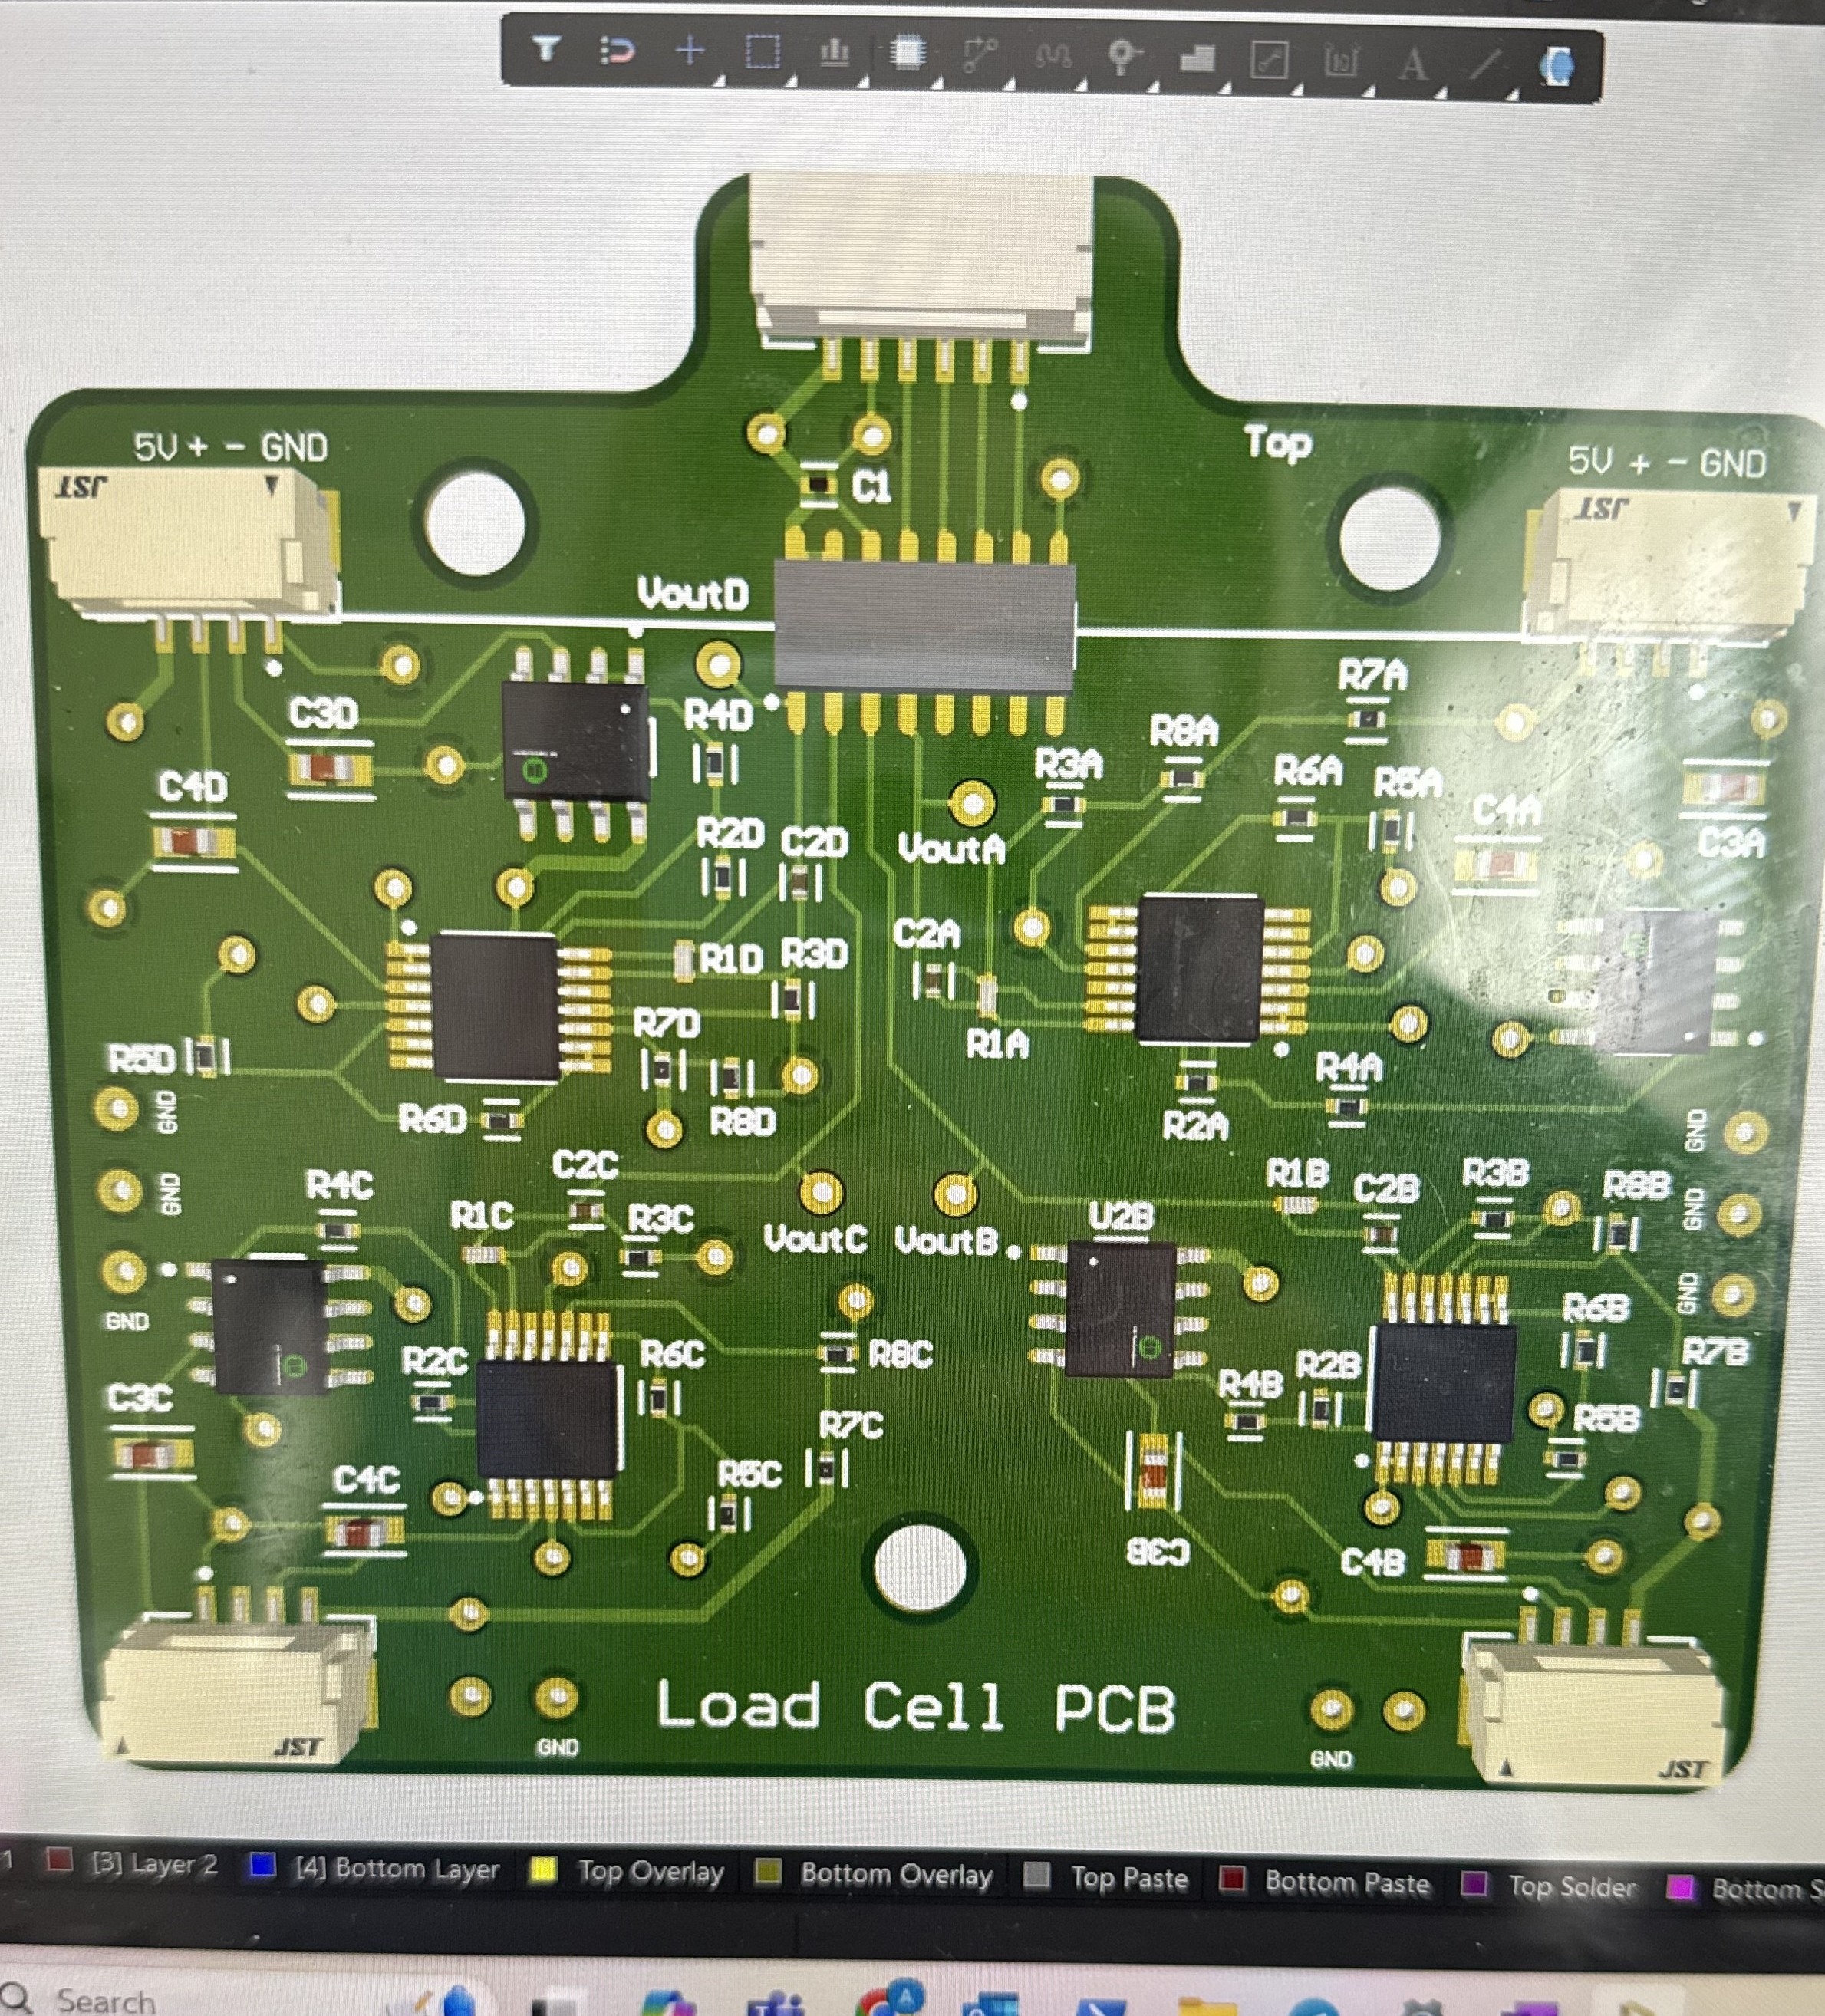 Top
5V + - GND
5V + - GND
JST
JST
C1
VoutD
R4D
C3D
R7A
R8A
R3A
R6A
R5A
C4D
C4A
C3A
R2D
C2D
VoutA
C2A
R1D
R3D
R7D
R1A
R5D
R4A
R6D
R8D
R2A
GND
GND
C2C
R4C
R1B
R3B
R8B
C2B
GND
GND
R1C
R3C
VoutC
VoutB
U2B
GND
GND
R6B
R2C
R6C
R8C
R7B
R2B
R4B
C3C
R7C
R5B
C4C
R5C
C3B
C4B
Load Cell PCB
JST
GND
GND
JST
1
[3] Layer 2
[4] Bottom Layer
Top Overlay
Bottom Overlay
Top Paste
Bottom Paste
Top Solder
Bottom S
Search